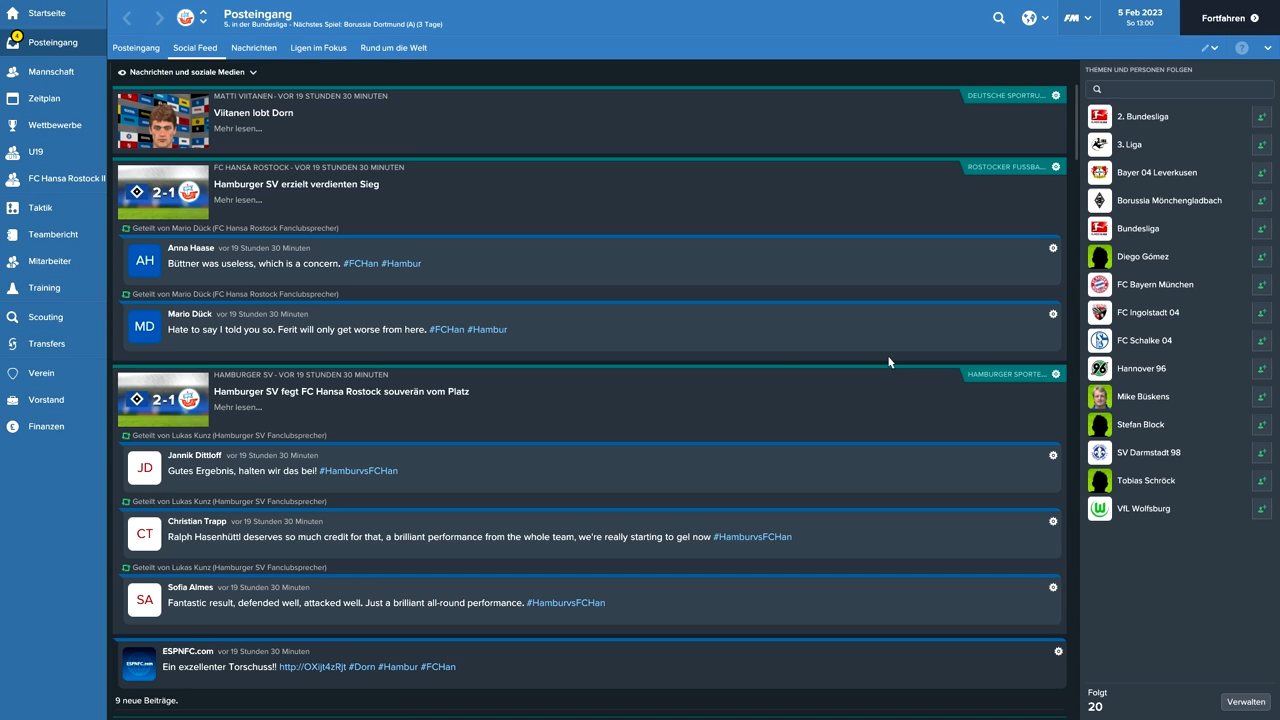 Startseite
4
Posteingang
Mannschaft
Zeitplan
Wettbewerbe
U19
FC Hansa Rostock II
Taktik
Teambericht
Mitarbeiter
Training
Scouting
Transfers
Verein
Vorstand
Finanzen
Posteingang
5. in der Bundesliga - Nächstes Spiel: Borussia Dortmund (A) (3 Tage)
FM
5 Feb 2023
So 13:00
Fortfahren
Posteingang
Social Feed
Nachrichten
Ligen im Fokus
Rund um die Welt
Nachrichten und soziale Medien
MATTI VIITANEN - VOR 19 STUNDEN 30 MINUTEN
DEUTSCHE SPORTRU...
Viitanen lobt Dorn
Mehr lesen...
FC HANSA ROSTOCK - VOR 19 STUNDEN 30 MINUTEN
ROSTOCKER FUSSBA...
2-1
Hamburger SV erzielt verdienten Sieg
Mehr lesen...
Geteilt von Mario Dück (FC Hansa Rostock Fanclubsprecher)
AH
Anna Haase vor 19 Stunden 30 Minuten
Büttner was useless, which is a concern. #FCHan #Hambur
Geteilt von Mario Dück (FC Hansa Rostock Fanclubsprecher)
MD
Mario Dück vor 19 Stunden 30 Minuten
Hate to say I told you so. Ferit will only get worse from here. #FCHan #Hambur
HAMBURGER SV - VOR 19 STUNDEN 30 MINUTEN
HAMBURGER SPORTE...
2-1
Hamburger SV fegt FC Hansa Rostock souverän vom Platz
Mehr lesen...
Geteilt von Lukas Kunz (Hamburger SV Fanclubsprecher)
JD
Jannik Dittloff vor 19 Stunden 30 Minuten
Gutes Ergebnis, halten wir das bei! #HamburvsFCHan
Geteilt von Lukas Kunz (Hamburger SV Fanclubsprecher)
CT
Christian Trapp vor 19 Stunden 30 Minuten
Ralph Hasenhüttl deserves so much credit for that, a brilliant performance from the whole team, we're really starting to gel now #HamburvsFCHan
Geteilt von Lukas Kunz (Hamburger SV Fanclubsprecher)
SA
Sofia Almes vor 19 Stunden 30 Minuten
Fantastic result, defended well, attacked well. Just a brilliant all-round performance. #HamburvsFCHan
ESPNFC.com
ESPNFC.com vor 19 Stunden 30 Minuten
Ein exzellenter Torschuss!! http://OXijt4zRjt #Dorn #Hambur #FCHan
9 neue Beiträge.
THEMEN UND PERSONEN FOLGEN
2. Bundesliga
3. Liga
Bayer 04 Leverkusen
Borussia Mönchengladbach
Bundesliga
Diego Gómez
FC Bayern München
FC Ingolstadt 04
FC Schalke 04
Hannover 96
Mike Büskens
Stefan Block
SV Darmstadt 98
Tobias Schröck
VfL Wolfsburg
Folgt
20
Verwalten